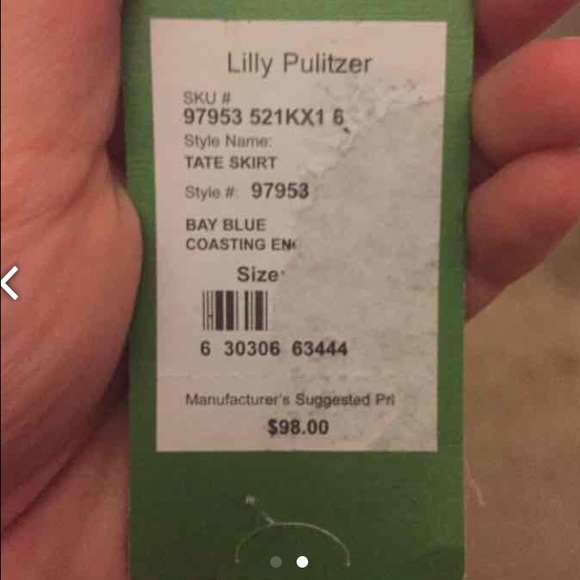 Lilly Pulitzer
SKU #
97953 521KX1 6
Style Name:
TATE SKIRT
Style #: 97953
BAY BLUE
COASTING EN
Size
6 30306 63444
Manufacturer's Suggested Pri
$98.00